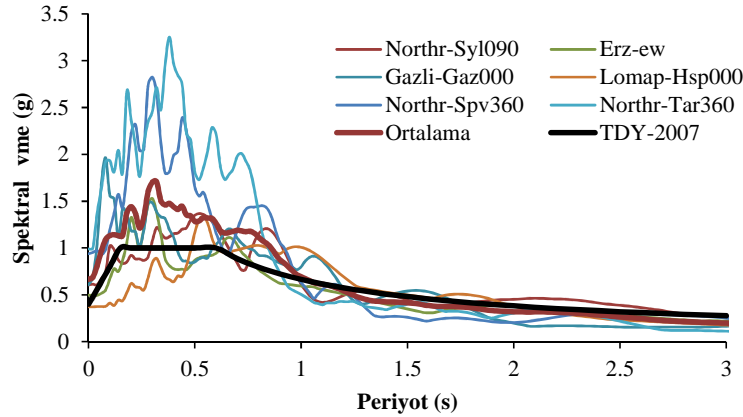 3.5
3
2.5
2
1.5
1
0.5
0
Spektral vme (g)
Northr-Syl090
Erz-ew
Gazli-Gaz000
Lomap-Hsp000
Northr-Spv360
Northr-Tar360
Ortalama
TDY-2007
0 0.5 1 1.5 2 2.5 3
Periyot (s)